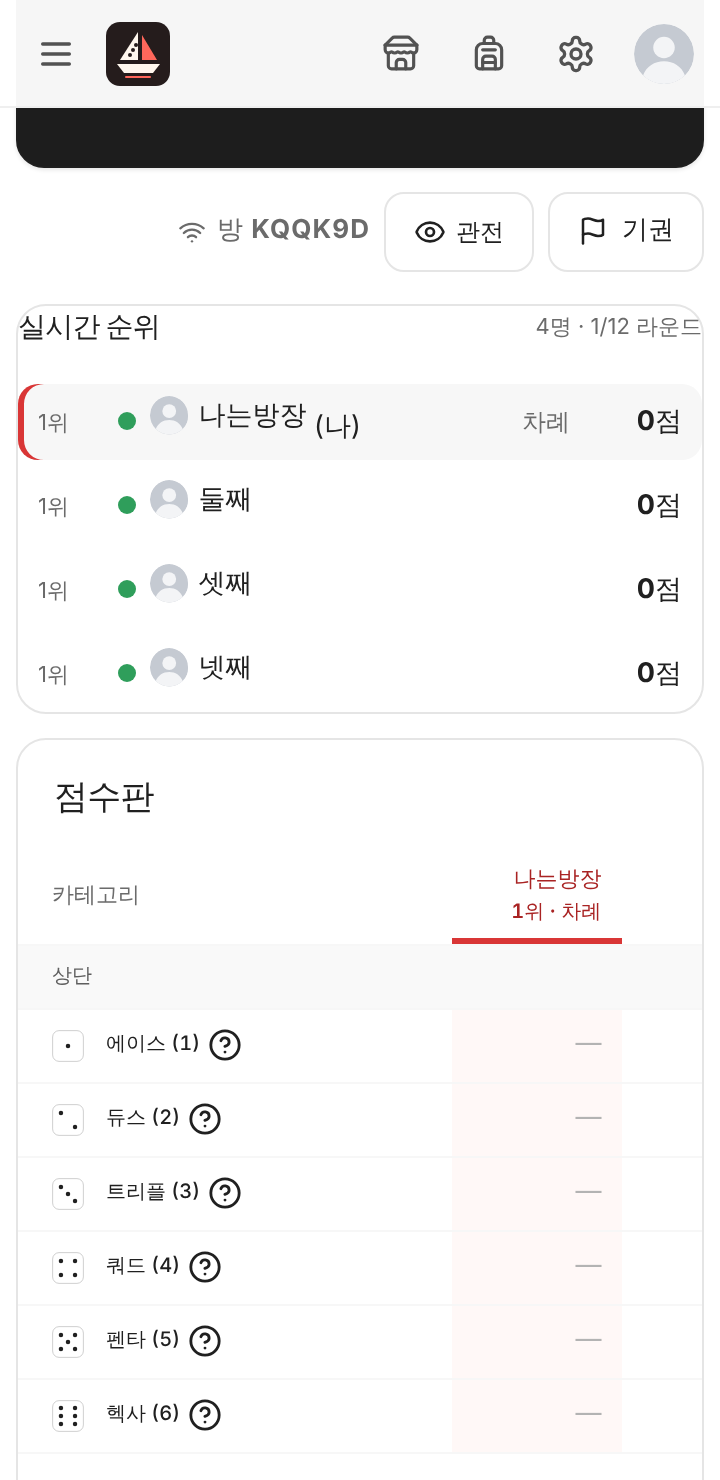 방 KQQK9D 관전 기권
실시간 순위 4명 · 1/12 라운드
1위 나는방장 (나) 차례 0점
1위 둘째 0점
1위 셋째 0점
1위 넷째 0점
점수판
카테고리 나는방장
1위 · 차례
상단
에이스 (1) —
듀스 (2) —
트리플 (3) —
쿼드 (4) —
펜타 (5) —
헥사 (6) —